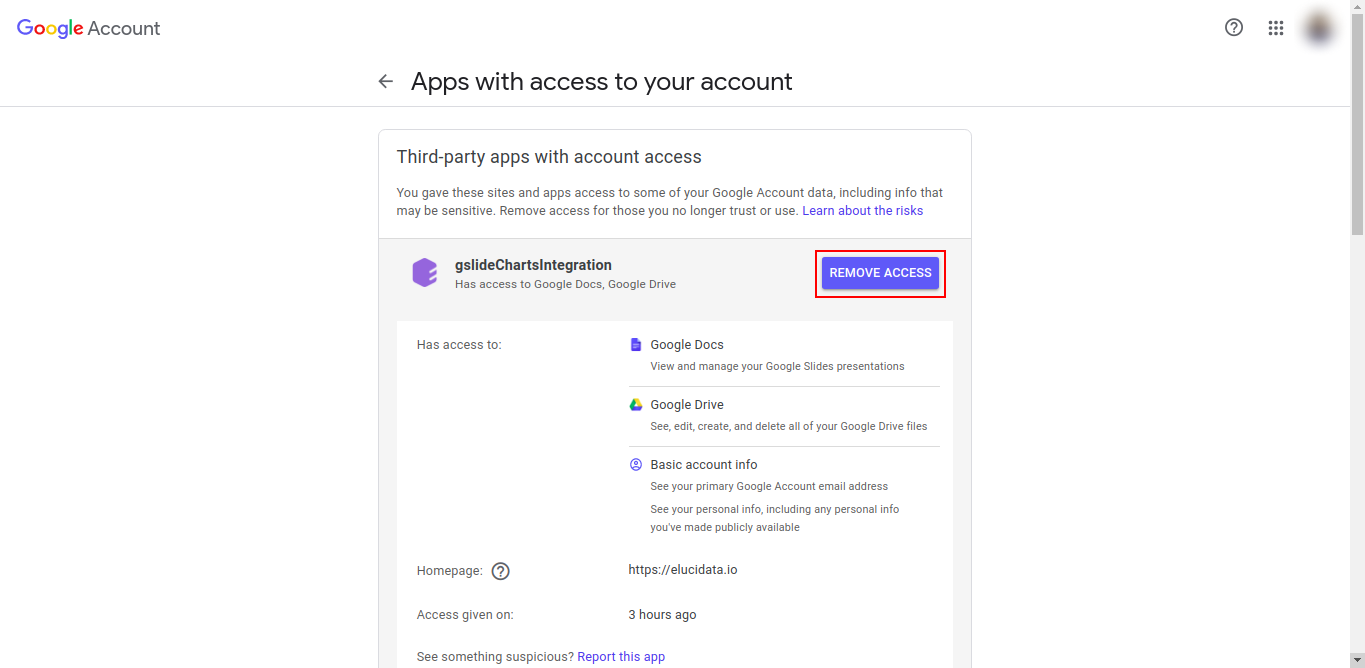 Google Account
Apps with access to your account
Third-party apps with account access
You gave these sites and apps access to some of your Google Account data, including info that
may be sensitive. Remove access for those you no longer trust or use. Learn about the risks
gslideChartsIntegration
Has access to Google Docs, Google Drive
REMOVE ACCESS
Has access to:
Google Docs
View and manage your Google Slides presentations
Google Drive
See, edit, create, and delete all of your Google Drive files
Basic account info
See your primary Google Account email address
See your personal info, including any personal info
you've made publicly available
Homepage:
https://elucidata.io
Access given on:
3 hours ago
See something suspicious? Report this app